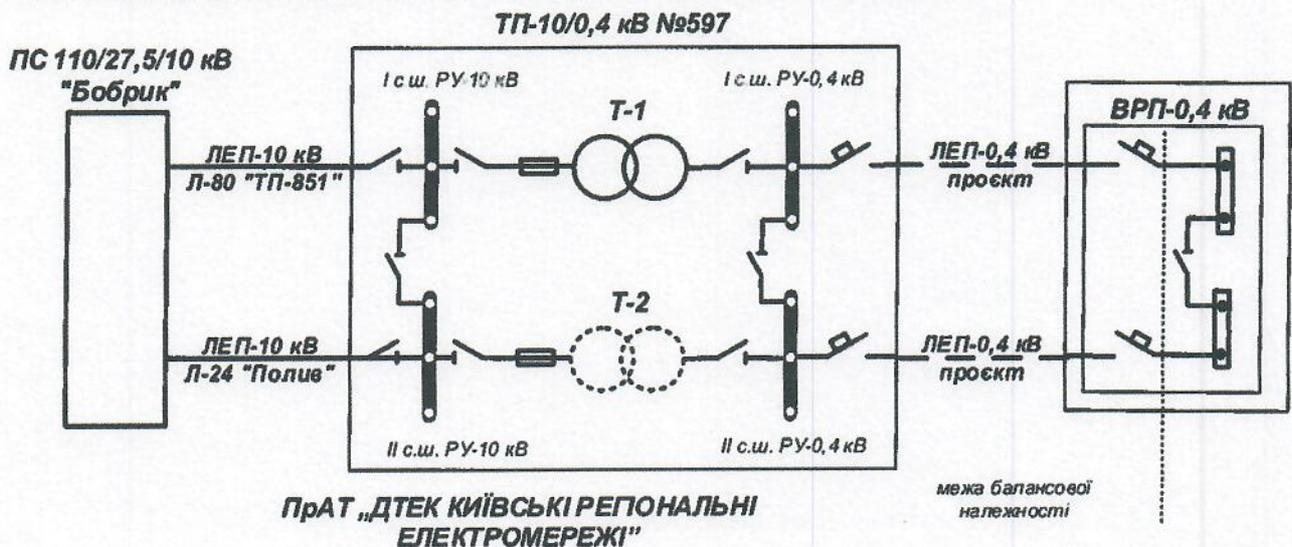 ТП-10/0,4 кВ №597
ПС 110/27,5/10 кВ
"Бобрик"
І с.ш. РУ-10 кВ
І с.ш. РУ-0,4 кВ
Т-1
ВРП-0,4 кВ
ЛЕП-10 кВ
Л-80 "ТП-851"
ЛЕП-0,4 кВ
проєкт
Т-2
ЛЕП-10 кВ
Л-24 "Полив"
ЛЕП-0,4 кВ
проєкт
ІІ с.ш. РУ-10 кВ
ІІ с.ш. РУ-0,4 кВ
межа балансової
належності
ПрАТ „ДТЕК КИЇВСЬКІ РЕГІОНАЛЬНІ
ЕЛЕКТРОМЕРЕЖІ”